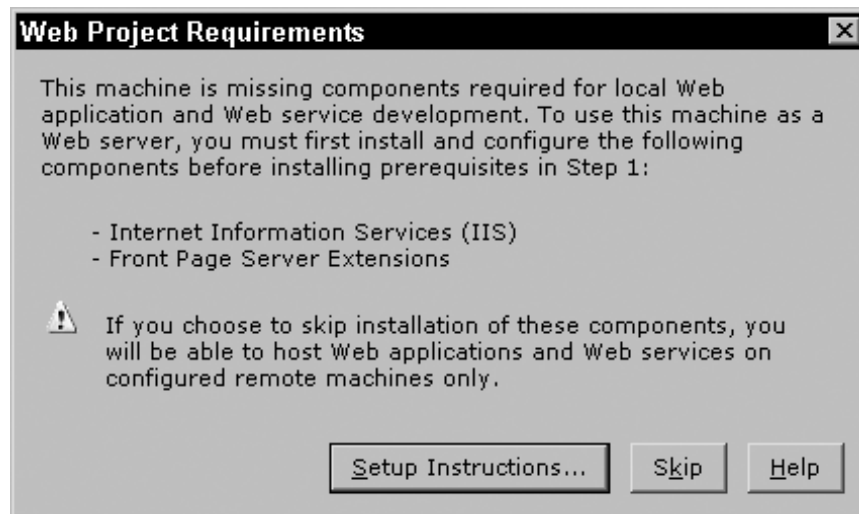 Web Project Requirements
This machine is missing components required for local Web
application and Web service development. To use this machine as a
Web server, you must first install and configure the following
components before installing prerequisites in Step 1:
- Internet Information Services (IIS)
- Front Page Server Extensions
If you choose to skip installation of these components, you
will be able to host Web applications and Web services on
configured remote machines only.
Setup Instructions... Skip Help